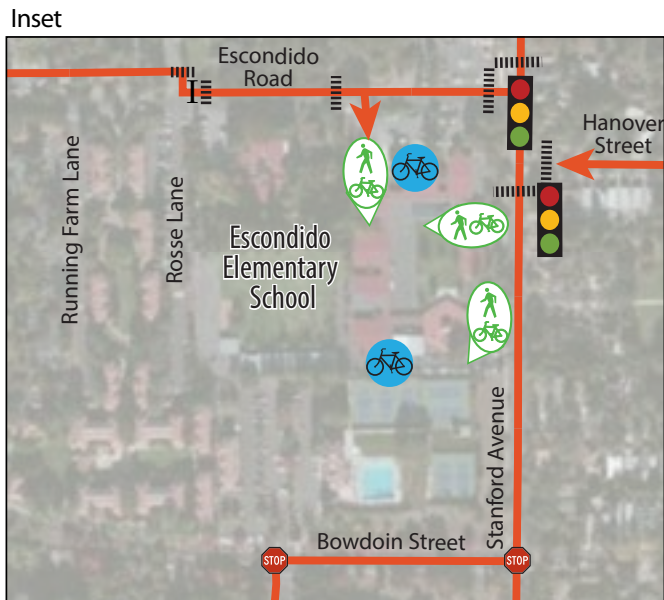 Inset
Escondido
Road
Hanover
Street
Running Farm Lane
Rosse Lane
Escondido
Elementary
School
Stanford Avenue
Bowdoin Street
STOP
STOP